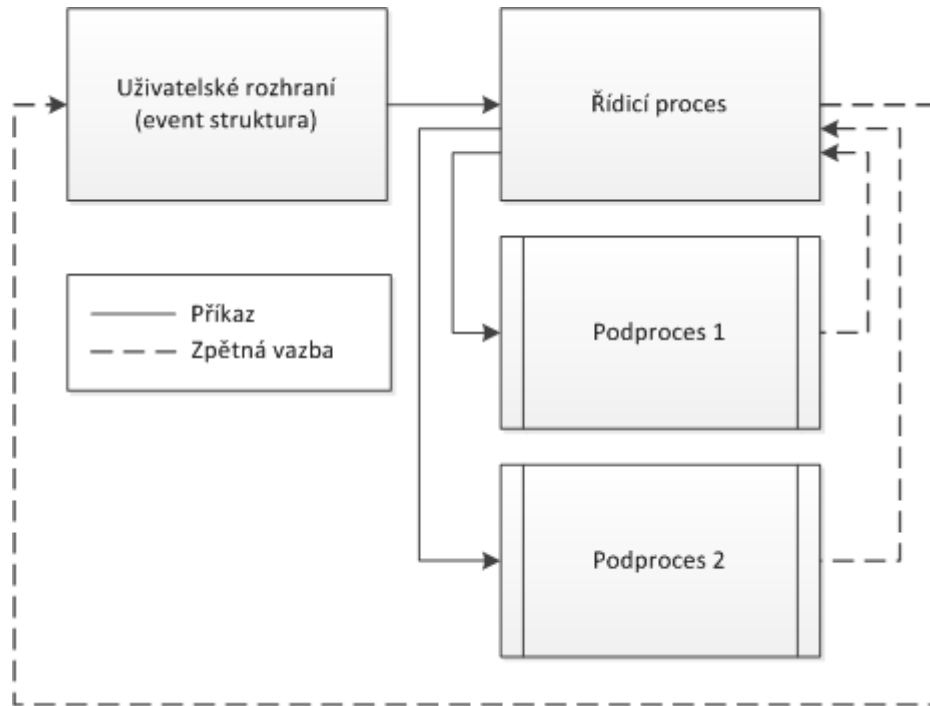 Uživatelské rozhraní
(event struktura)
Řídicí proces
Příkaz
Zpětná vazba
Podproces 1
Podproces 2